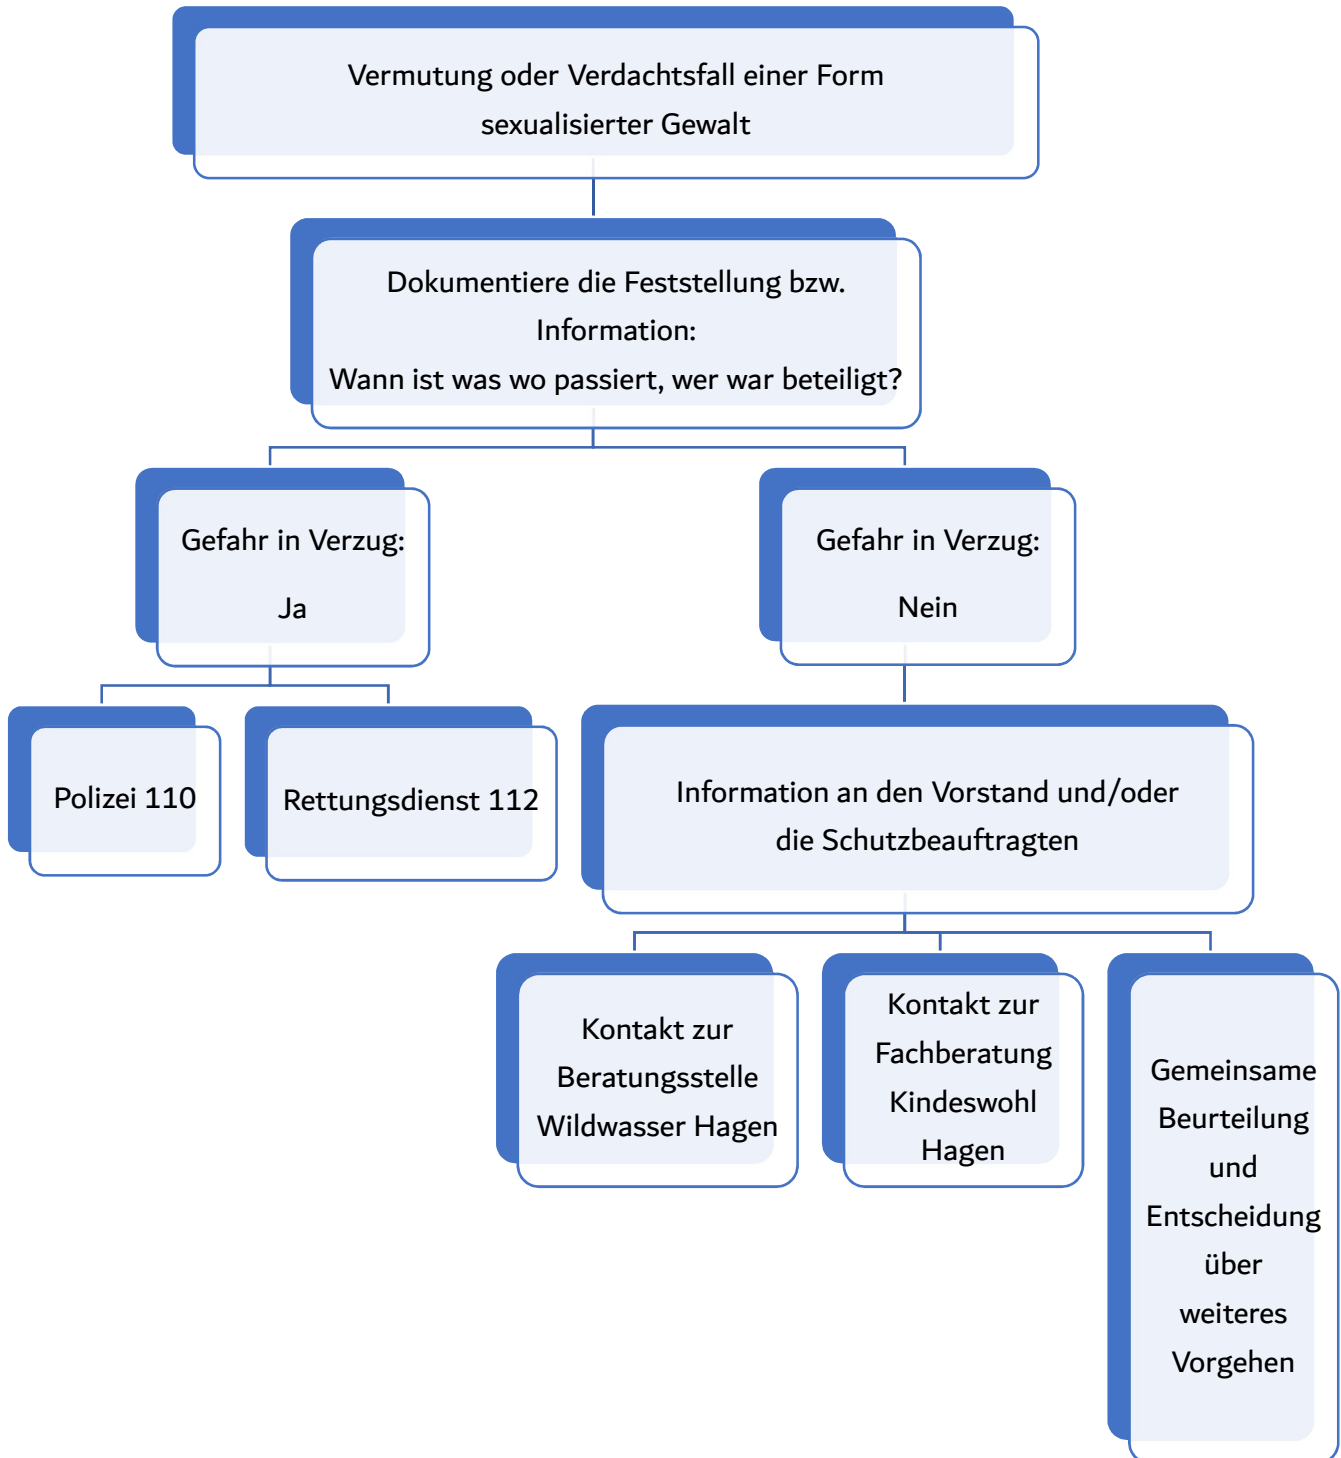 Vermutung oder Verdachtsfall einer Form
sexualisierter Gewalt
Dokumentiere die Feststellung bzw.
Information:
Wann ist was wo passiert, wer war beteiligt?
Gefahr in Verzug:
Ja
Gefahr in Verzug:
Nein
Polizei 110
Rettungsdienst 112
Information an den Vorstand und/oder
die Schutzbeauftragten
Kontakt zur
Beratungsstelle
Wildwasser Hagen
Kontakt zur
Fachberatung
Kindeswohl
Hagen
Gemeinsame
Beurteilung
und
Entscheidung
über
weiteres
Vorgehen